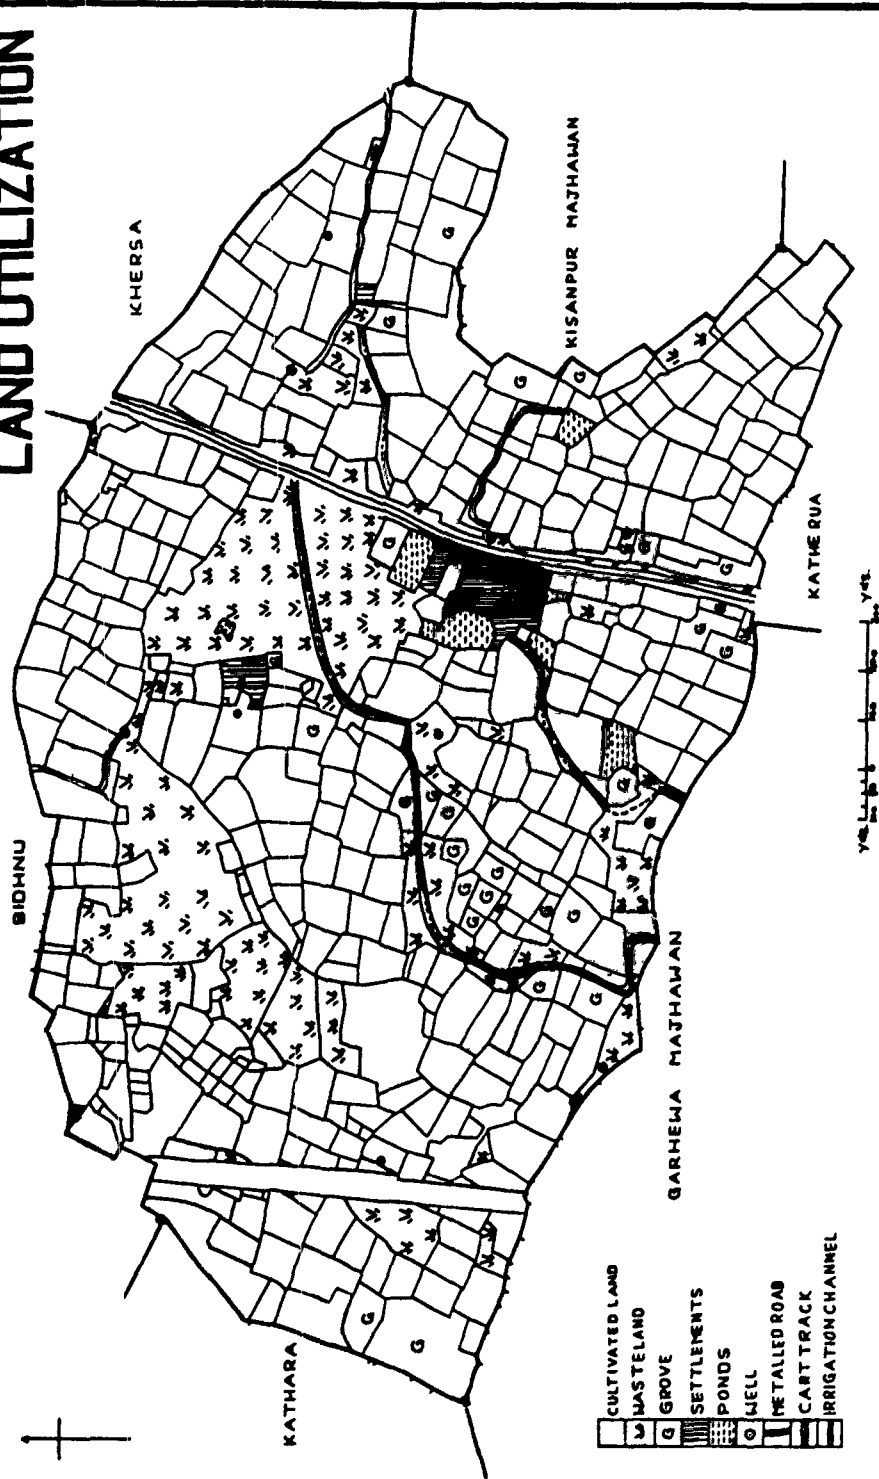 LAND UTILIZATION
KHERSA
BIDHNU
KISANPUR MAJHAWAN
KATHERUA
GARHEWA MAJHAWAN
KATHARA
CULTIVATED LAND
WASTELAND
G GROVE
SETTLEMENTS
PONDS
WELL
METALLED ROAD
CART TRACK
IRRIGATION CHANNEL